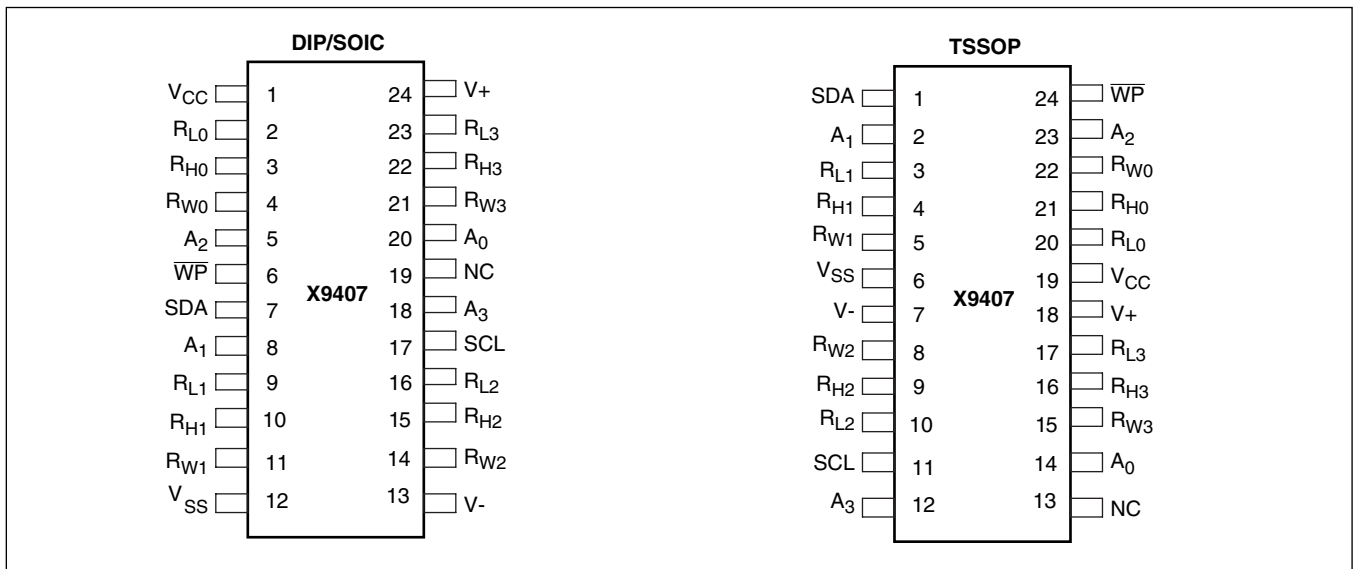 DIP/SOIC
VCC 1 24 V+
RL0 2 23 RL3
RH0 3 22 RH3
RW0 4 21 RW3
A2 5 20 A0
W̅P̅ 6 19 NC
X9407
SDA 7 18 A3
A1 8 17 SCL
RL1 9 16 RL2
RH1 10 15 RH2
RW1 11 14 RW2
VSS 12 13 V-
TSSOP
SDA 1 24 W̅P̅
A1 2 23 A2
RL1 3 22 RW0
RH1 4 21 RH0
RW1 5 20 RL0
VSS 6 19 VCC
X9407
V- 7 18 V+
RW2 8 17 RL3
RH2 9 16 RH3
RL2 10 15 RW3
SCL 11 14 A0
A3 12 13 NC